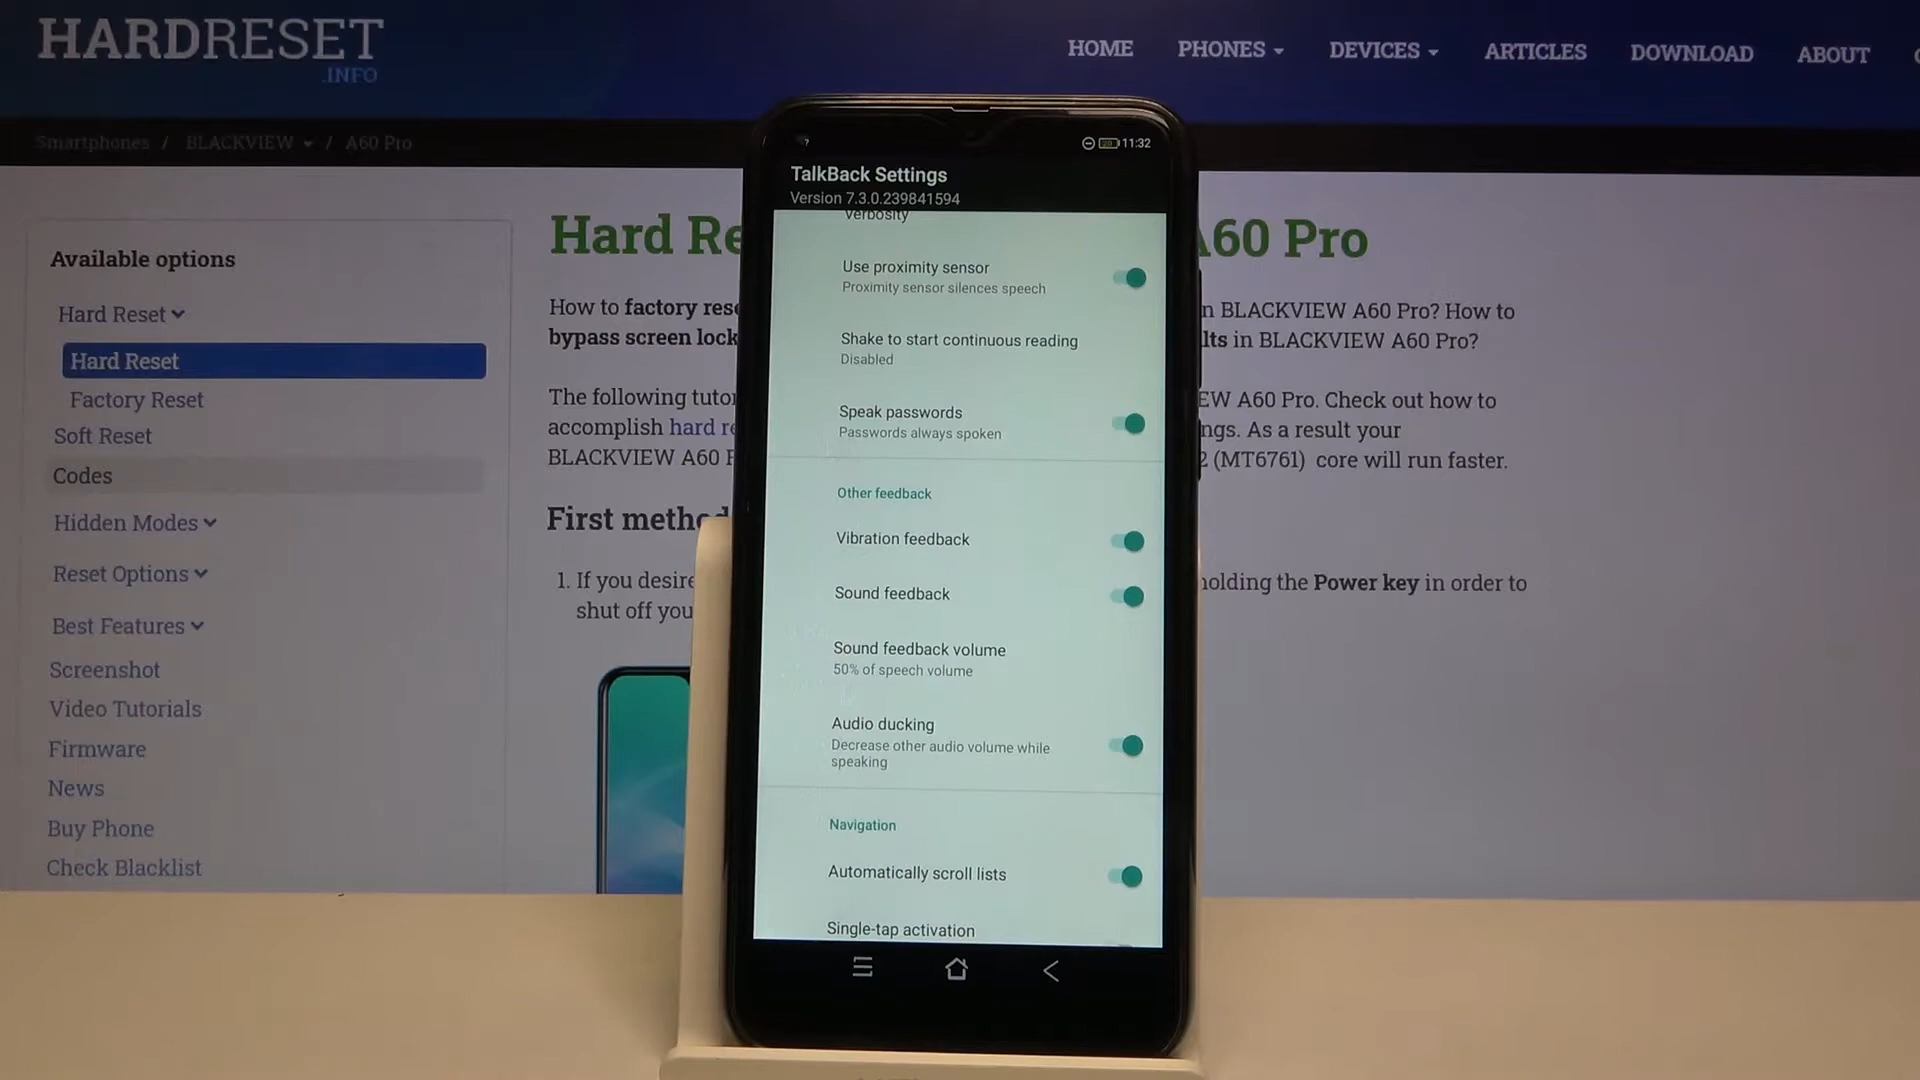 HARDRESET
.INFO
HOME
PHONES
DEVICES
ARTICLES
DOWNLOAD
ABOUT
Smartphones / BLACKVIEW / A60 Pro
Available options
Hard Reset
Hard Reset
Factory Reset
Soft Reset
Codes
Hidden Modes
Reset Options
Best Features
Screenshot
Video Tutorials
Firmware
News
Buy Phone
Check Blacklist
Hard Re
A60 Pro
How to factory res
in BLACKVIEW A60 Pro? How to
bypass screen lock
lts in BLACKVIEW A60 Pro?
The following tuto
EW A60 Pro. Check out how to
accomplish hard re
ngs. As a result your
BLACKVIEW A60 P
2 (MT6761) core will run faster.
First metho
1. If you desire
holding the Power key in order to
shut off you
11:32
TalkBack Settings
Version 7.3.0.239841594
Verbosity
Use proximity sensor
Proximity sensor silences speech
Shake to start continuous reading
Disabled
Speak passwords
Passwords always spoken
Other feedback
Vibration feedback
Sound feedback
Sound feedback volume
50% of speech volume
Audio ducking
Decrease other audio volume while
speaking
Navigation
Automatically scroll lists
Single-tap activation